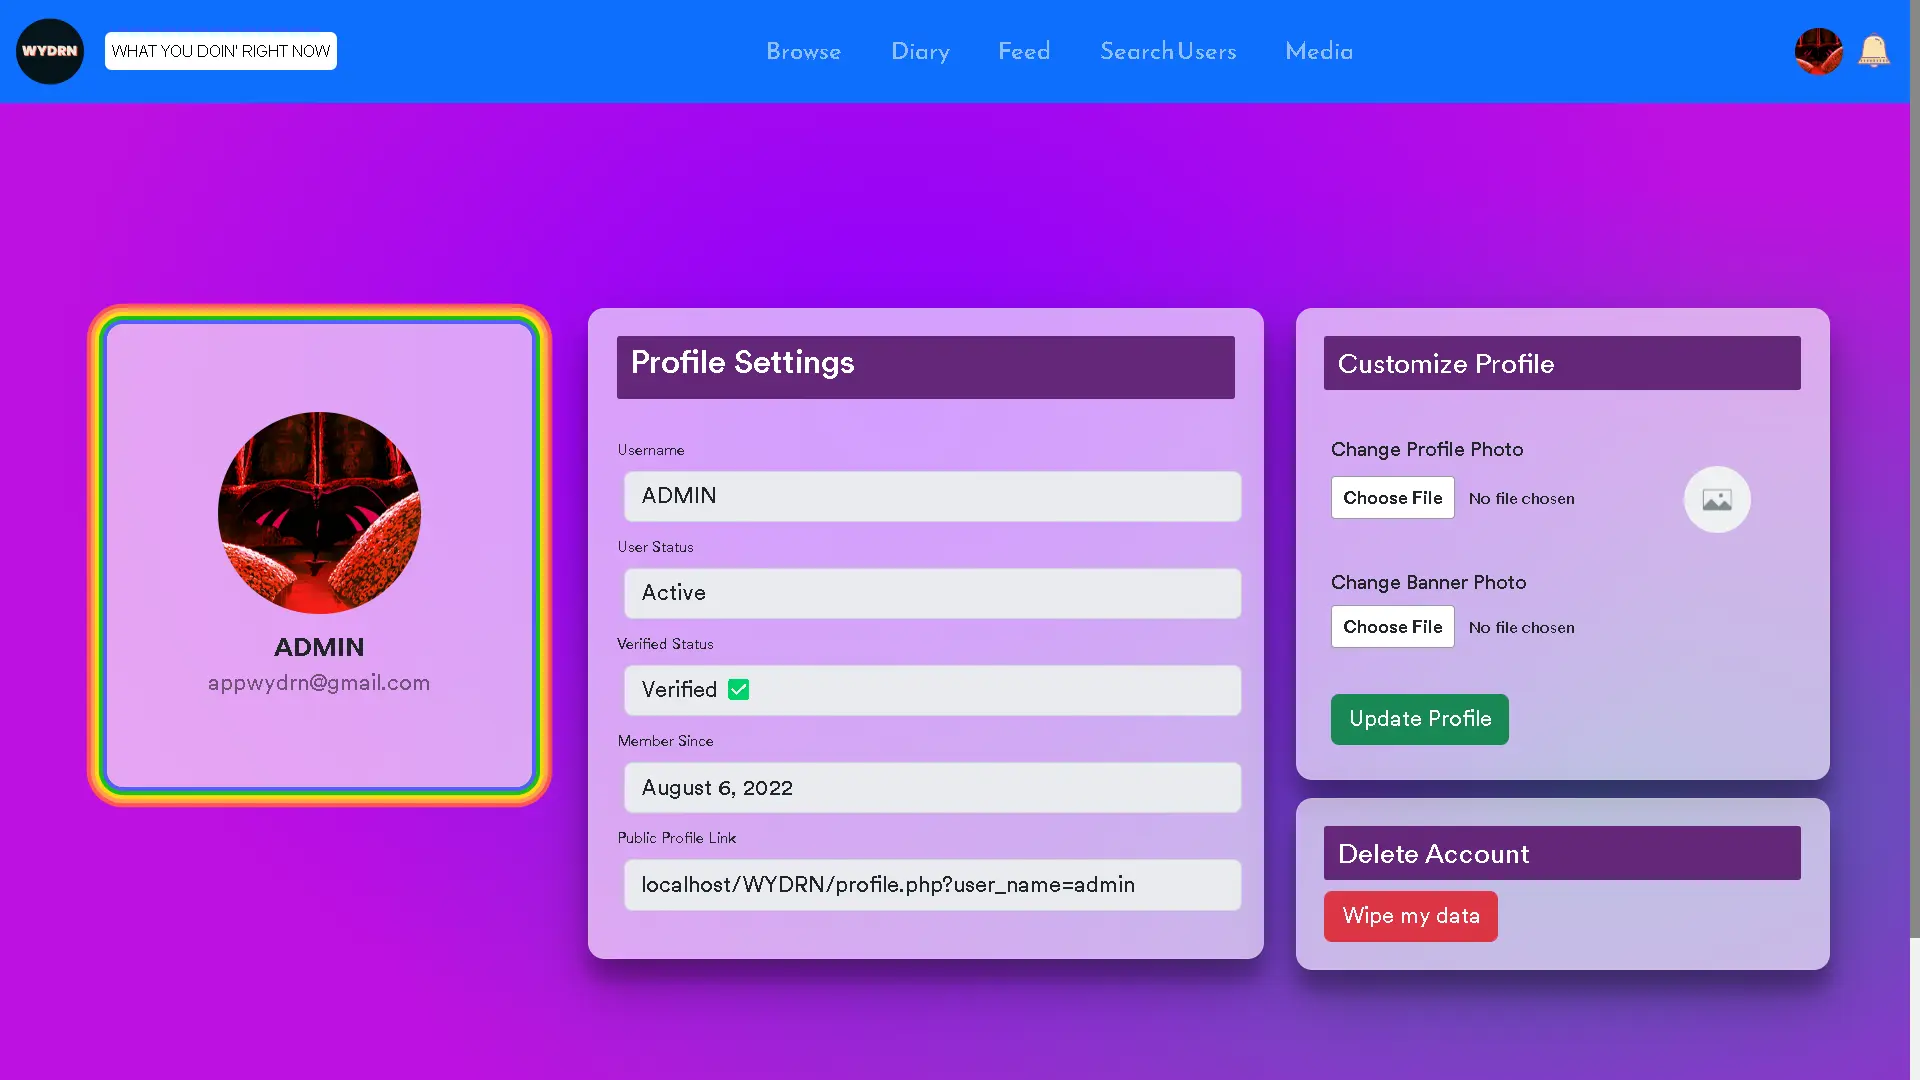 WYDRN
WHAT YOU DOIN' RIGHT NOW
Browse
Diary
Feed
Search Users
Media
ADMIN
appwydrn@gmail.com
Profile Settings
Username
ADMIN
User Status
Active
Verified Status
Verified ✅
Member Since
August 6, 2022
Public Profile Link
localhost/WYDRN/profile.php?user_name=admin
Customize Profile
Change Profile Photo
Choose File No file chosen
Change Banner Photo
Choose File No file chosen
Update Profile
Delete Account
Wipe my data